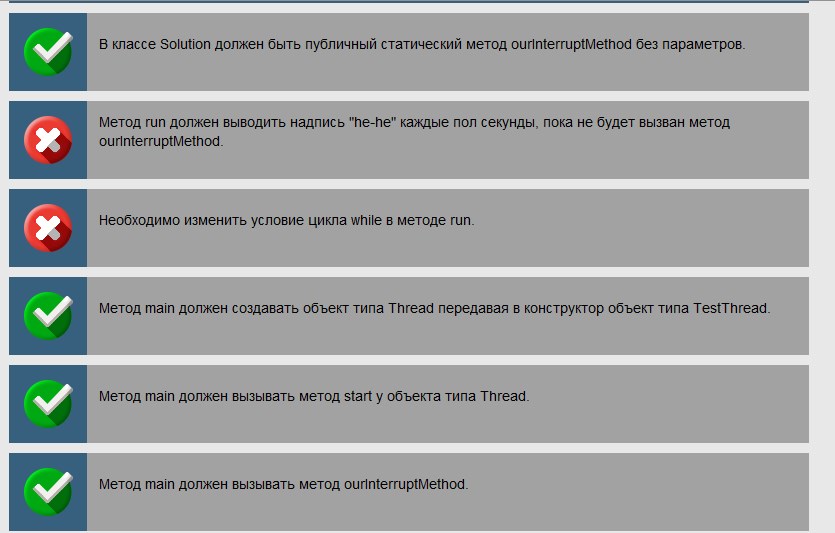 В классе Solution должен быть публичный статический метод ourInterruptMethod без параметров.
Метод run должен выводить надпись "he-he" каждые пол секунды, пока не будет вызван метод
ourInterruptMethod.
Необходимо изменить условие цикла while в методе run.
Метод main должен создавать объект типа Thread передавая в конструктор объект типа TestThread.
Метод main должен вызывать метод start у объекта типа Thread.
Метод main должен вызывать метод ourInterruptMethod.